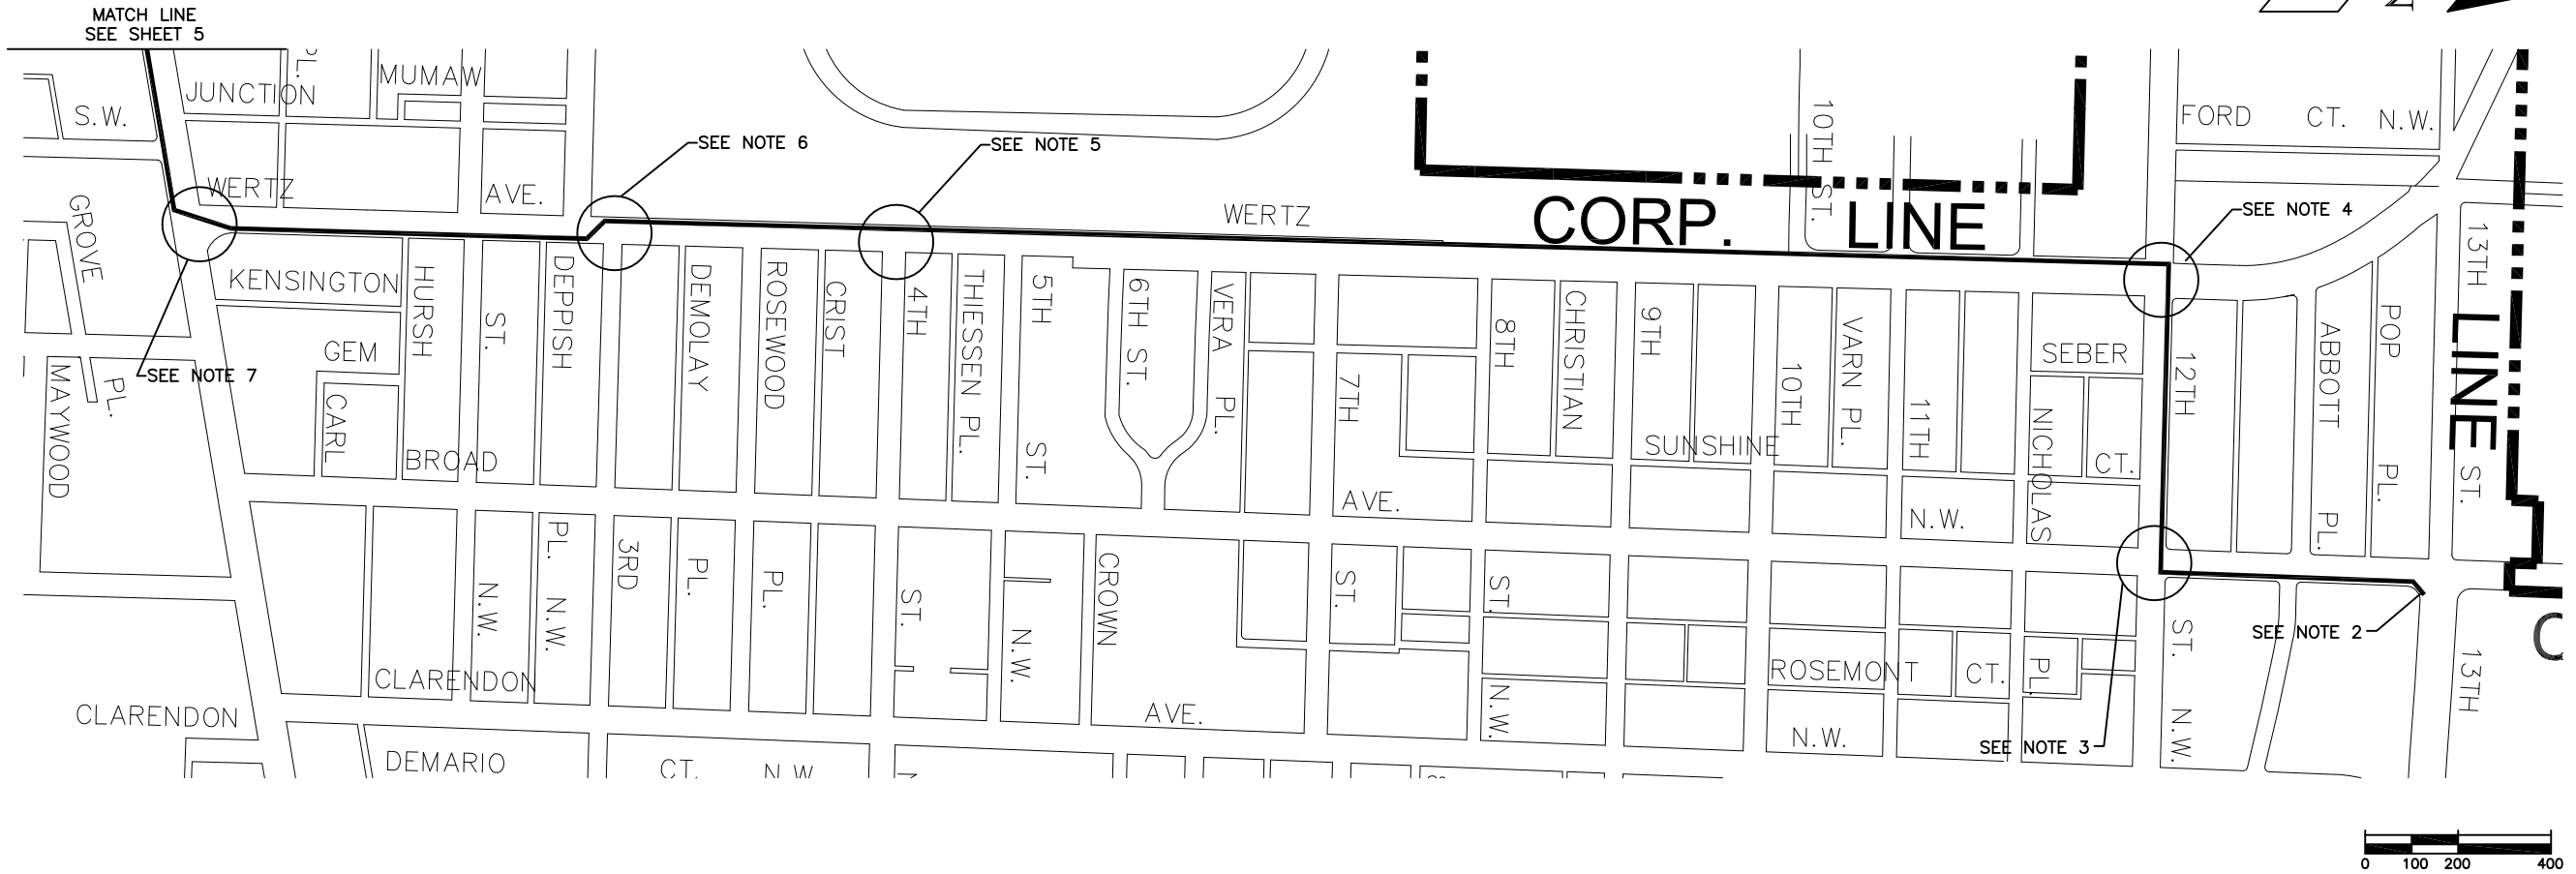 MATCH LINE
SEE SHEET 5
PL.
MUMAW
JUNCTION
S.W.
FORD CT. N.W.
10TH ST.
SEE NOTE 6
SEE NOTE 5
WERTZ
AVE.
WERTZ
CORP. LINE
SEE NOTE 4
GROVE
PL.
KENSINGTON
HURSH
ST.
DEPPISH
DEMOLAY
ROSEWOOD
CRIST
4TH
THIESSEN PL.
5TH
ST.
6TH ST.
VERA PL.
7TH
8TH
CHRISTIAN
9TH
10TH
VARN PL.
11TH
SEBER
CT.
NICHOLAS
12TH
ABBOTT
PL.
POP
PL.
13TH
ST.
LINE
GEM
SEE NOTE 7
CARL
MAYWOOD
BROAD
SUNSHINE
AVE.
N.W.
N.W.
PL. N.W.
3RD
PL.
PL.
ST.
N.W.
CROWN
ST.
ST.
N.W.
ROSEMONT CT.
PL.
N.W.
ST. N.W.
SEE NOTE 2
SEE NOTE 3
13TH
C
CLARENDON
CLARENDON
AVE.
DEMARIO
CT. N.W.
0 100 200 400